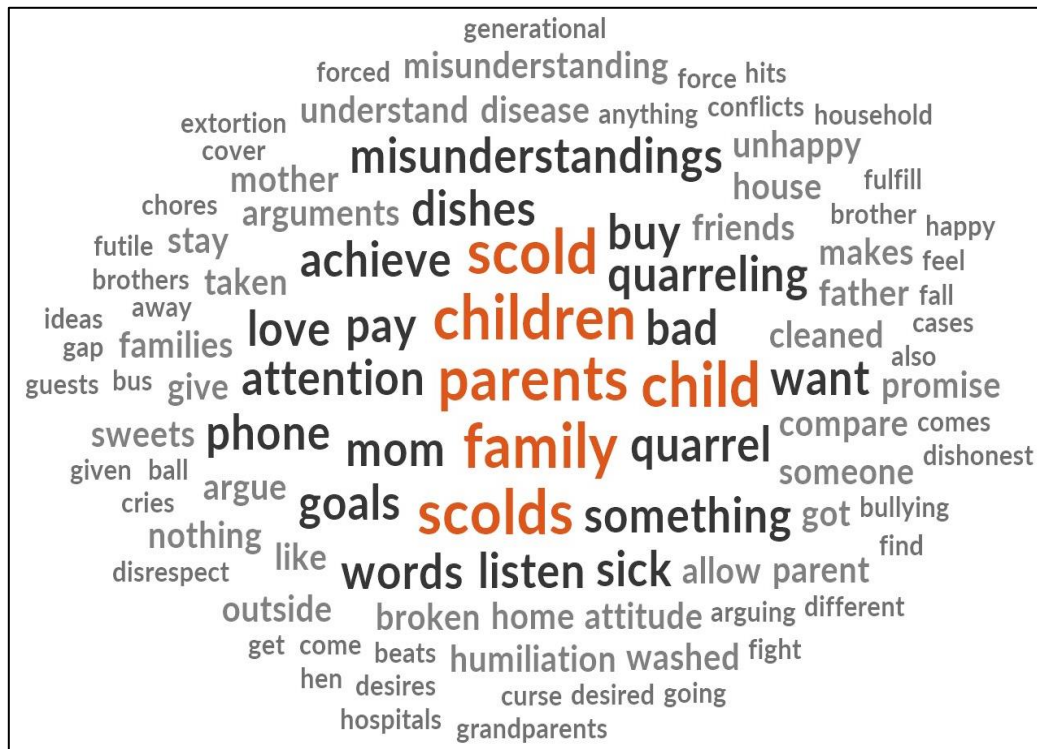 generational
forced misunderstanding force hits
understand disease anything conflicts household
extortion
cover misunderstandings unhappy
mother house fulfill
chores arguments dishes buy friends brother happy
futile stay achieve scold quarreling makes feel
brothers taken father fall
away children bad cases
ideas love pay cleaned
gap families also
guests bus give attention parents child want promise
sweets phone mom family quarrel compare comes
given ball someone dishonest
cries argue goals scolds something got bullying
nothing find
disrespect like words listen sick allow parent
outside broken home attitude arguing different
get come beats humiliation washed fight
hen desires curse desired going
hospitals grandparents